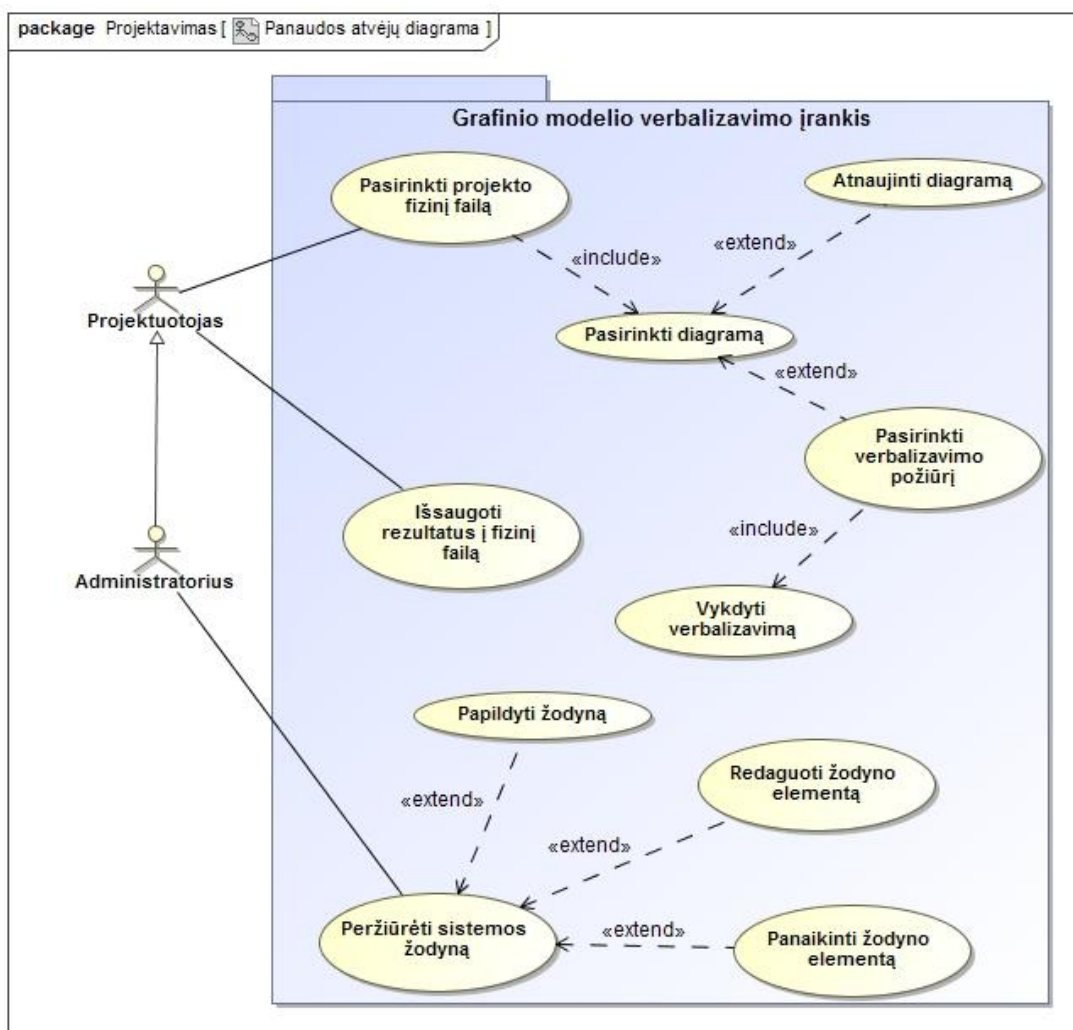 package Projektavimas [ Panaudos atvėjų diagrama ]
Grafinio modelio verbalizavimo įrankis
Pasirinkti projekto
fizinį failą
Atnaujinti diagramą
«include»
«extend»
Projektuotojas
Pasirinkti diagramą
«extend»
Pasirinkti
verbalizavimo
požiūrį
Išsaugoti
rezultatus į fizinį
failą
«include»
Administratorius
Vykdyti
verbalizavimą
Papildyti žodyną
Redaguoti žodyno
elementą
«extend»
«extend»
Peržiūrėti sistemos
žodyną
«extend»
Panaikinti žodyno
elementą